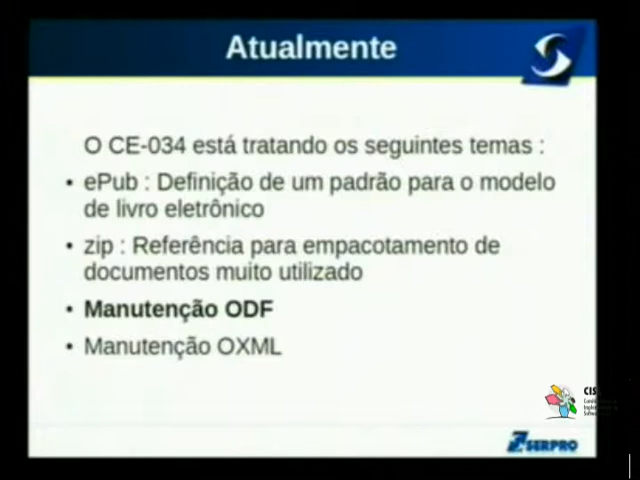 Atualmente
O CE-034 está tratando os seguintes temas :
• ePub : Definição de um padrão para o modelo
de livro eletrônico
• zip : Referência para empacotamento de
documentos muito utilizado
• Manutenção ODF
• Manutenção OXML
CIS
SERPRO